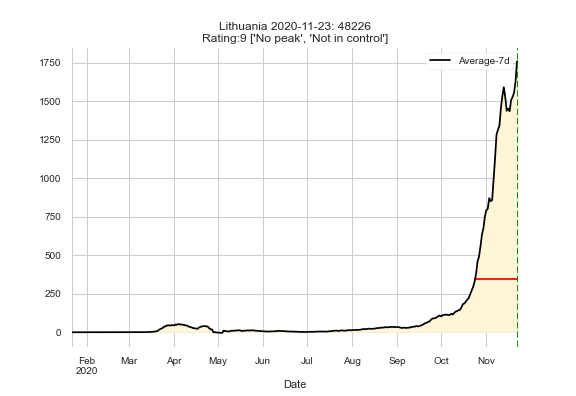 Lithuania 2020-11-23: 48226
Rating:9 ['No peak', 'Not in control']
Average-7d
1750
1500
1250
1000
750
500
250
0
Feb Mar Apr May Jun Jul Aug Sep Oct Nov
2020
Date